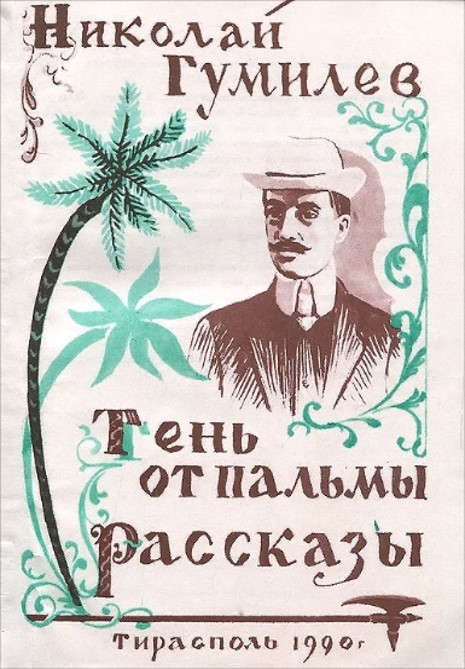 Николай
Гумилев
Тень
от пальмы
рассказы
Тирасполь 1990г